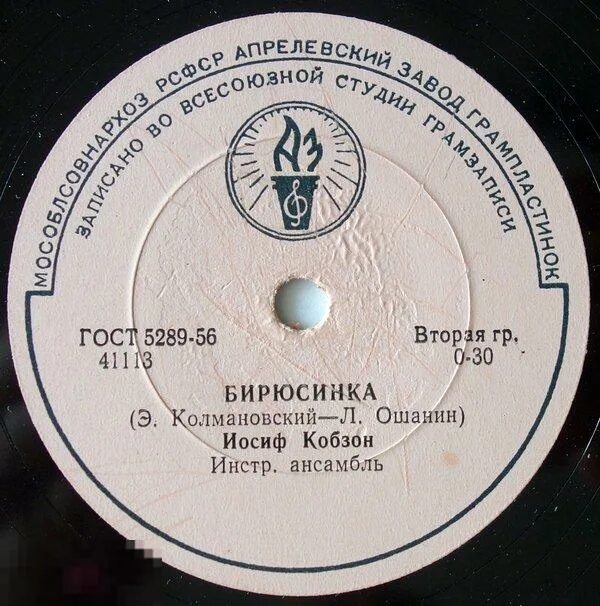 МОСОБЛСОВНАРХОЗ РСФСР АПРЕЛЕВСКИЙ ЗАВОД ГРАМПЛАСТИНОК
ЗАПИСАНО ВО ВСЕСОЮЗНОЙ СТУДИИ ГРАМЗАПИСИ
АЗ
ГОСТ 5289-56
41113
Вторая гр.
0-30
БИРЮСИНКА
(Э. Колмановский—Л. Ошанин)
Иосиф Кобзон
Инстр. ансамбль